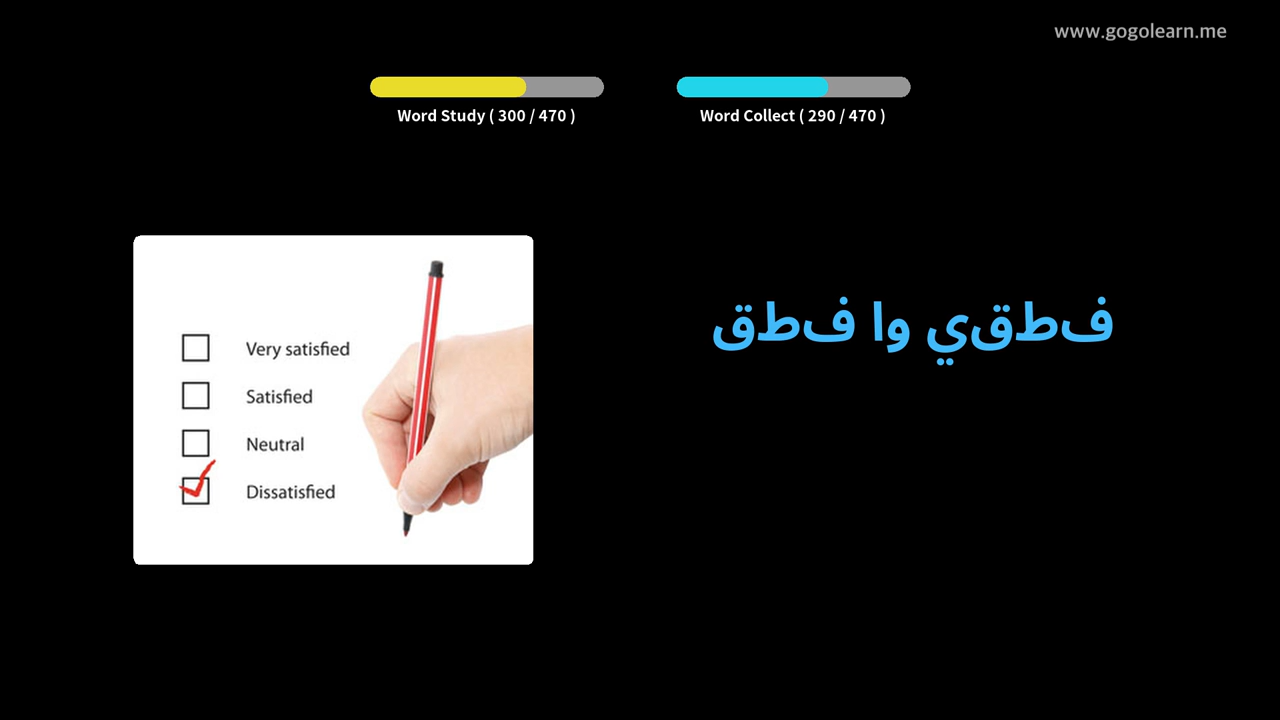 www.gogolearn.me
Word Study ( 300 / 470 )
Word Collect ( 290 / 470 )
Very satisfied
Satisfied
Neutral
Dissatisfied
فطقي وا فطق